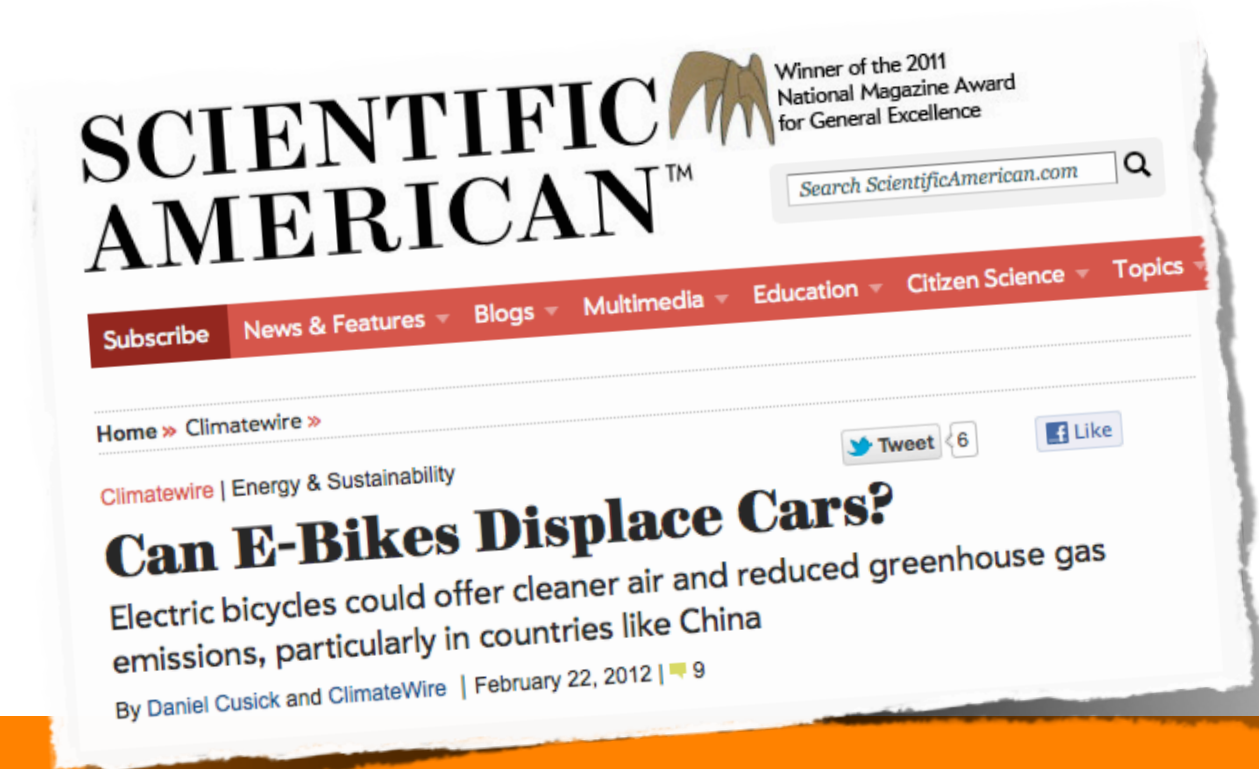 SCIENTIFIC
AMERICAN™
Winner of the 2011
National Magazine Award
for General Excellence
Search ScientificAmerican.com
Subscribe News & Features Blogs Multimedia Education Citizen Science Topics
Home » Climatewire »
Tweet 6 Like
Climatewire | Energy & Sustainability
Can E-Bikes Displace Cars?
Electric bicycles could offer cleaner air and reduced greenhouse gas
emissions, particularly in countries like China
By Daniel Cusick and ClimateWire | February 22, 2012 | 9